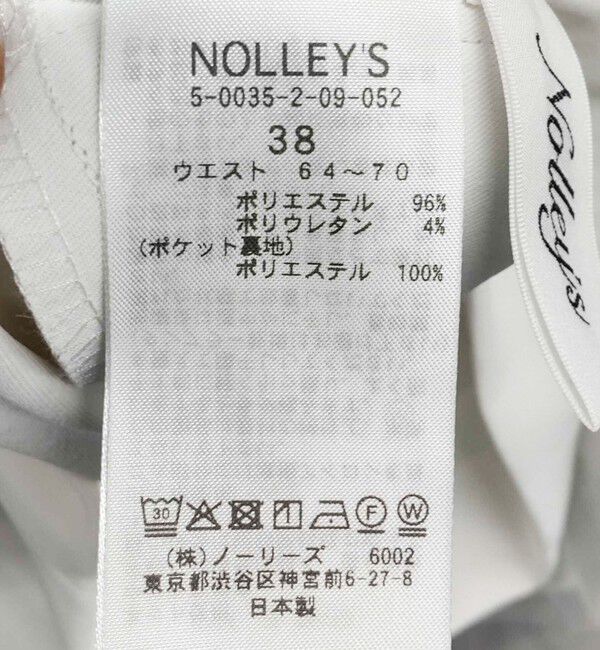 NOLLEY'S
5-0035-2-09-052
38
ウエスト 64～70
ポリエステル 96%
ポリウレタン 4%
(ポケット裏地)
ポリエステル 100%
30
F
W
(株)ノーリーズ 6002
東京都渋谷区神宮前6-27-8
日本製
Nolley's